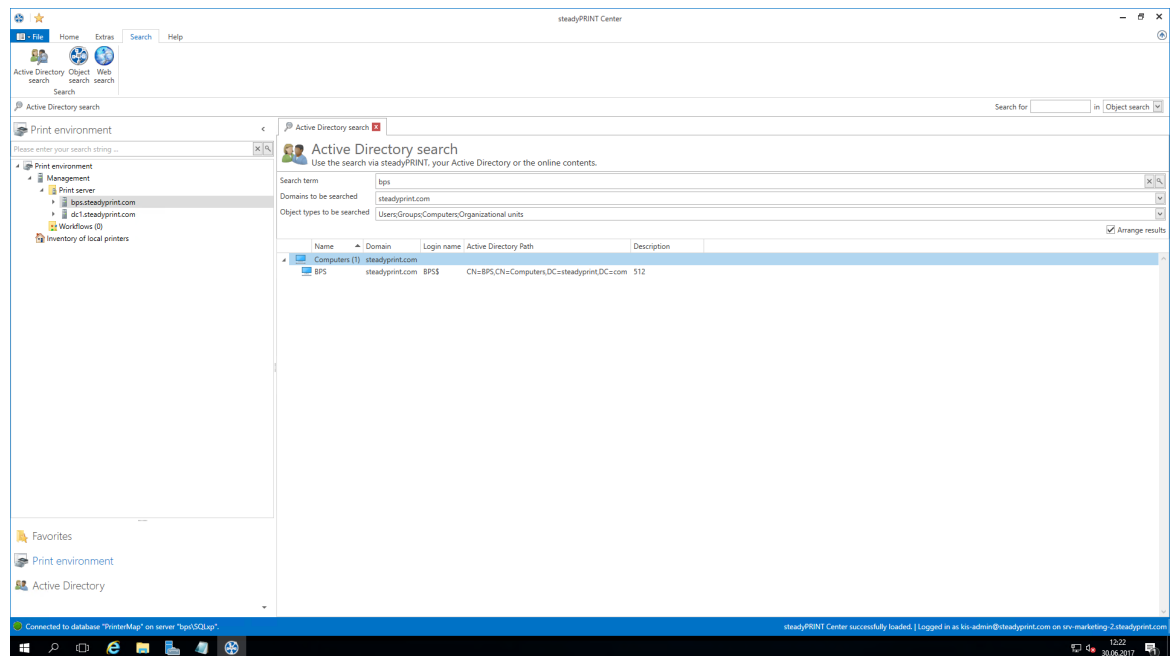 steadyPRINT Center
File Home Extras Search Help
Active Directory search Object search Web search
Search
Active Directory search
Search for in Object search
Print environment
Please enter your search string ...
Print environment
Management
Print server
bps.steadyprint.com
dc1.steadyprint.com
Workflows (0)
Inventory of local printers
Favorites
Print environment
Active Directory
Active Directory search
Active Directory search
Use the search via steadyPRINT, your Active Directory or the online contents.
Search term bps
Domains to be searched steadyprint.com
Object types to be searched Users;Groups;Computers;Organizational units
Arrange results
Name Domain Login name Active Directory Path Description
Computers (1) steadyprint.com
BPS steadyprint.com BPS$ CN=BPS,CN=Computers,DC=steadyprint,DC=com 512
Connected to database "PrinterMap" on server "bps\SQLxp". steadyPRINT Center successfully loaded. | Logged in as kis-admin@steadyprint.com on srv-marketing-2.steadyprint.com
12:22
30.06.2017